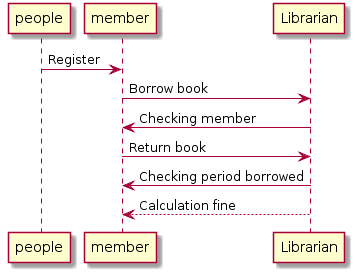 people member Librarian
Register
Borrow book
Checking member
Return book
Checking period borrowed
Calculation fine
people member Librarian